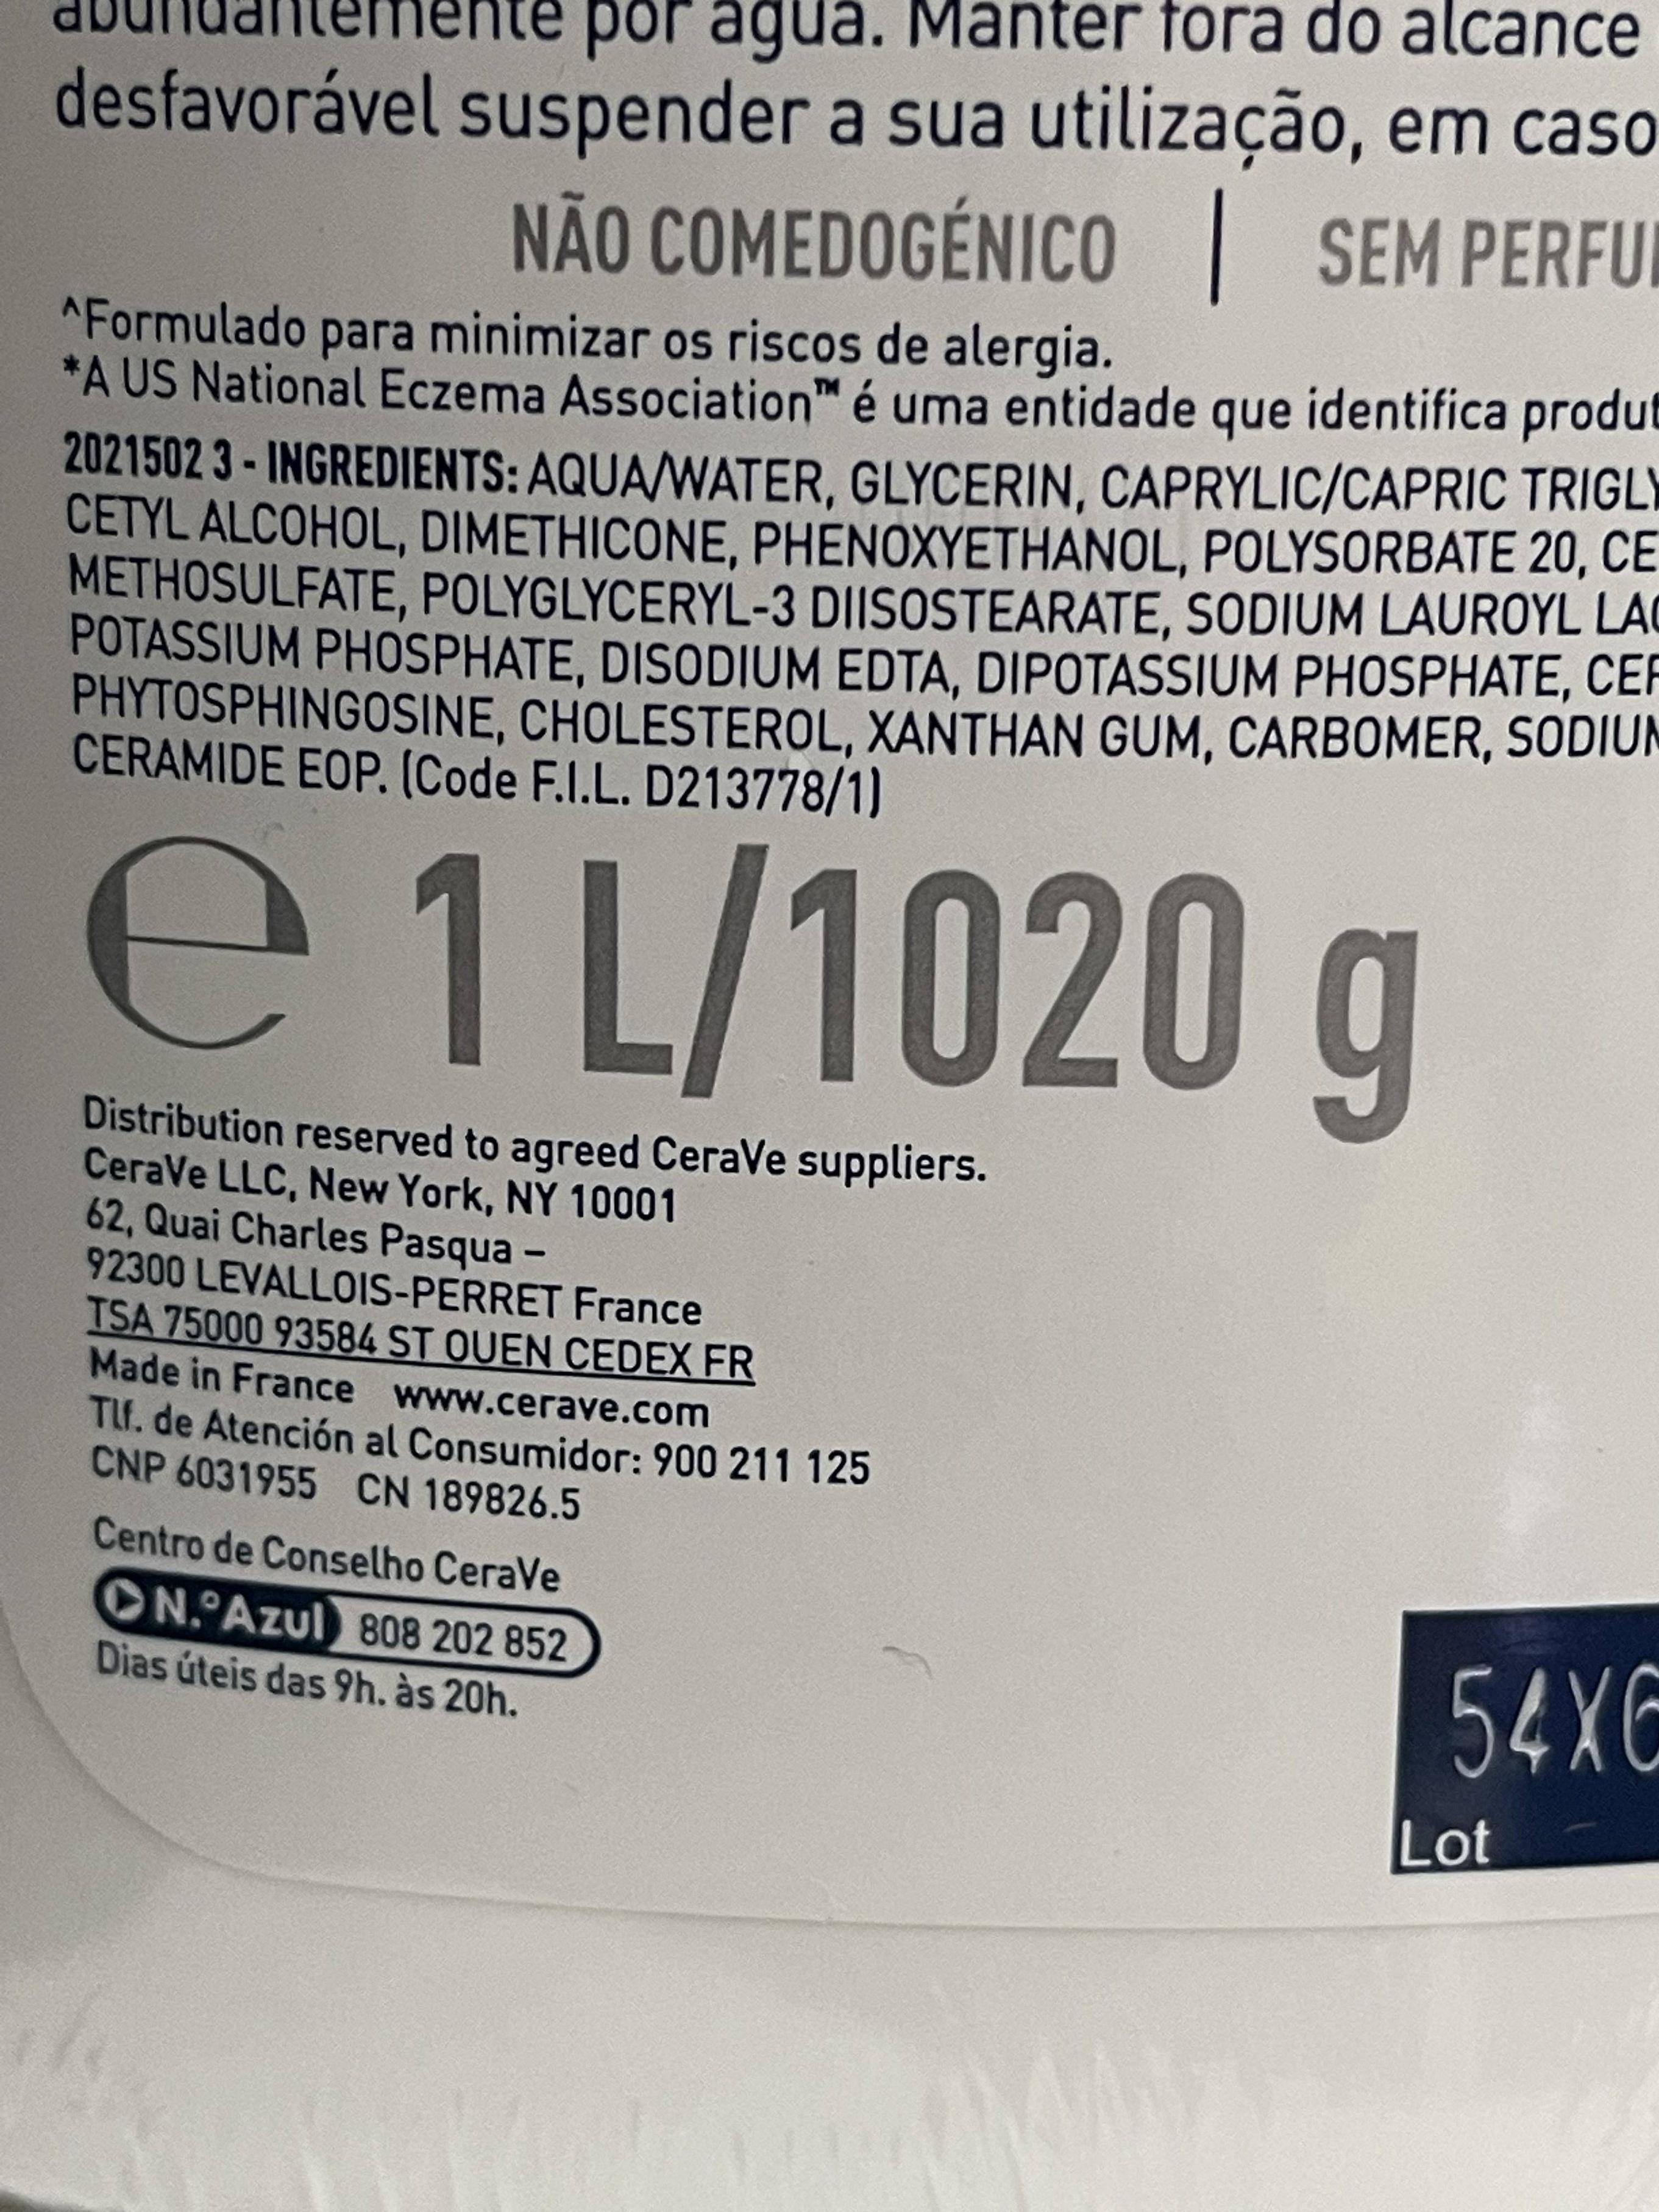 abundantemente por água. Manter fora do alcance
desfavorável suspender a sua utilização, em caso
NÃO COMEDOGÉNICO | SEM PERFU
^Formulado para minimizar os riscos de alergia.
*A US National Eczema Association™ é uma entidade que identifica produt
2021502 3 - INGREDIENTS: AQUA/WATER, GLYCERIN, CAPRYLIC/CAPRIC TRIGLY
CETYL ALCOHOL, DIMETHICONE, PHENOXYETHANOL, POLYSORBATE 20, CE
METHOSULFATE, POLYGLYCERYL-3 DIISOSTEARATE, SODIUM LAUROYL LAC
POTASSIUM PHOSPHATE, DISODIUM EDTA, DIPOTASSIUM PHOSPHATE, CER
PHYTOSPHINGOSINE, CHOLESTEROL, XANTHAN GUM, CARBOMER, SODIUM
CERAMIDE EOP. (Code F.I.L. D213778/1)
℮ 1 L/1020 g
Distribution reserved to agreed CeraVe suppliers.
CeraVe LLC, New York, NY 10001
62, Quai Charles Pasqua –
92300 LEVALLOIS-PERRET France
TSA 75000 93584 ST OUEN CEDEX FR
Made in France www.cerave.com
Tlf. de Atención al Consumidor: 900 211 125
CNP 6031955 CN 189826.5
Centro de Conselho CeraVe
N.º Azul 808 202 852
Dias úteis das 9h. às 20h.
54X6
Lot